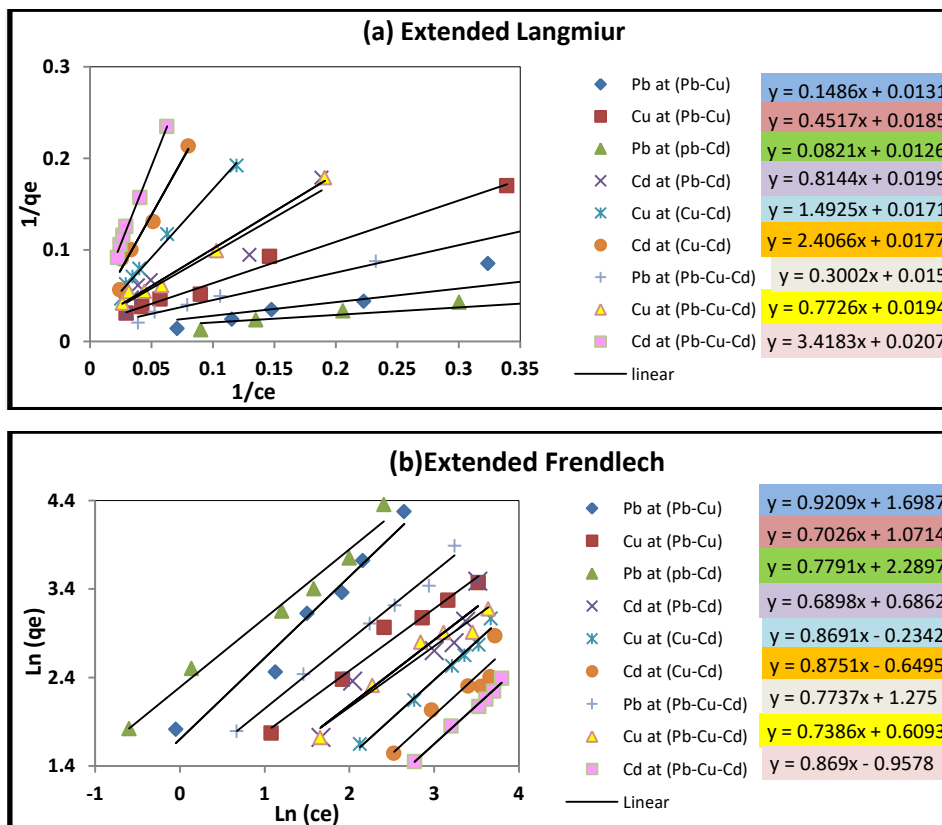 (a) Extended Langmiur
0.3
0.2
0.1
0
1/qe
0 0.05 0.1 0.15 0.2 0.25 0.3 0.35
1/ce
Pb at (Pb-Cu) y = 0.1486x + 0.0131
Cu at (Pb-Cu) y = 0.4517x + 0.0185
Pb at (pb-Cd) y = 0.0821x + 0.0126
Cd at (Pb-Cd) y = 0.8144x + 0.0199
Cu at (Cu-Cd) y = 1.4925x + 0.0171
Cd at (Cu-Cd) y = 2.4066x + 0.0177
Pb at (Pb-Cu-Cd) y = 0.3002x + 0.015
Cu at (Pb-Cu-Cd) y = 0.7726x + 0.0194
Cd at (Pb-Cu-Cd) y = 3.4183x + 0.0207
linear
(b)Extended Frendlech
4.4
3.4
2.4
1.4
Ln (qe)
-1 0 1 2 3 4
Ln (ce)
Pb at (Pb-Cu) y = 0.9209x + 1.6987
Cu at (Pb-Cu) y = 0.7026x + 1.0714
Pb at (pb-Cd) y = 0.7791x + 2.2897
Cd at (Pb-Cd) y = 0.6898x + 0.6862
Cu at (Cu-Cd) y = 0.8691x - 0.2342
Cd at (Cu-Cd) y = 0.8751x - 0.6495
Pb at (Pb-Cu-Cd) y = 0.7737x + 1.275
Cu at (Pb-Cu-Cd) y = 0.7386x + 0.6093
Cd at (Pb-Cu-Cd) y = 0.869x - 0.9578
Linear